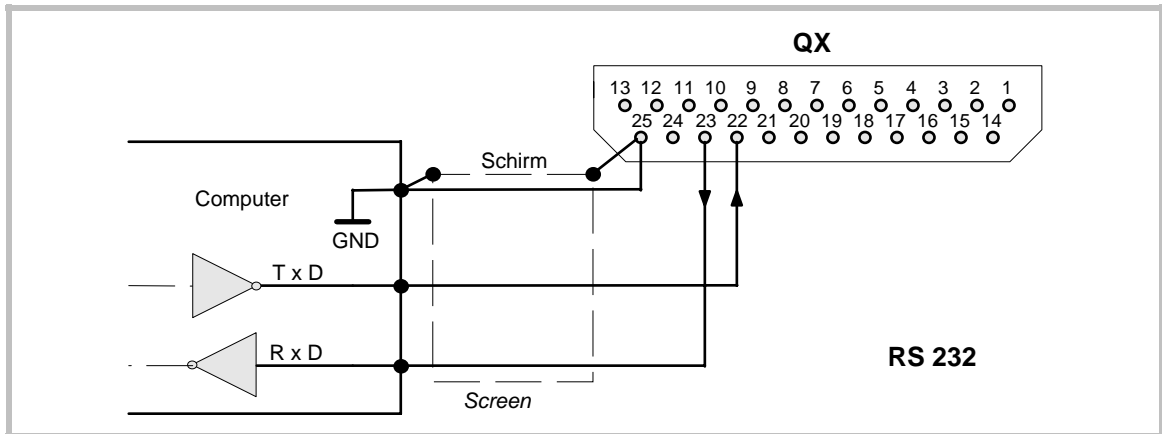 QX
13 12 11 10 9 8 7 6 5 4 3 2 1
25 24 23 22 21 20 19 18 17 16 15 14
Schirm
Computer
GND
T x D
R x D
RS 232
Screen